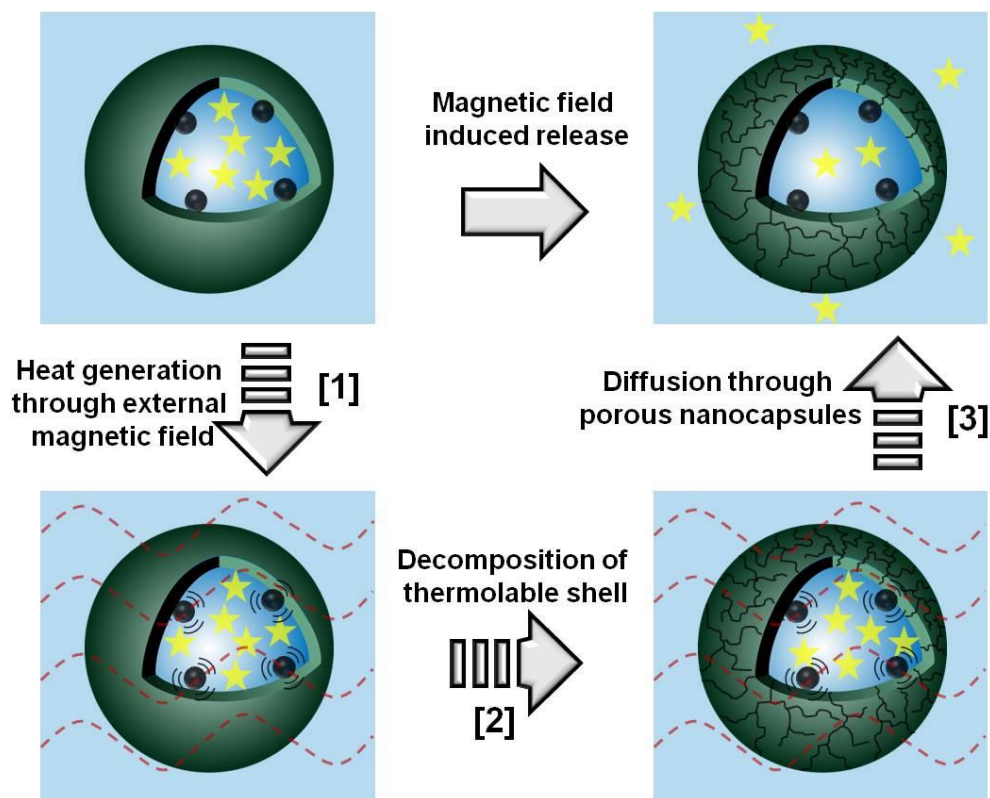 Magnetic field
induced release
Heat generation
through external
magnetic field
[1]
Diffusion through
porous nanocapsules
[3]
Decomposition of
thermolable shell
[2]